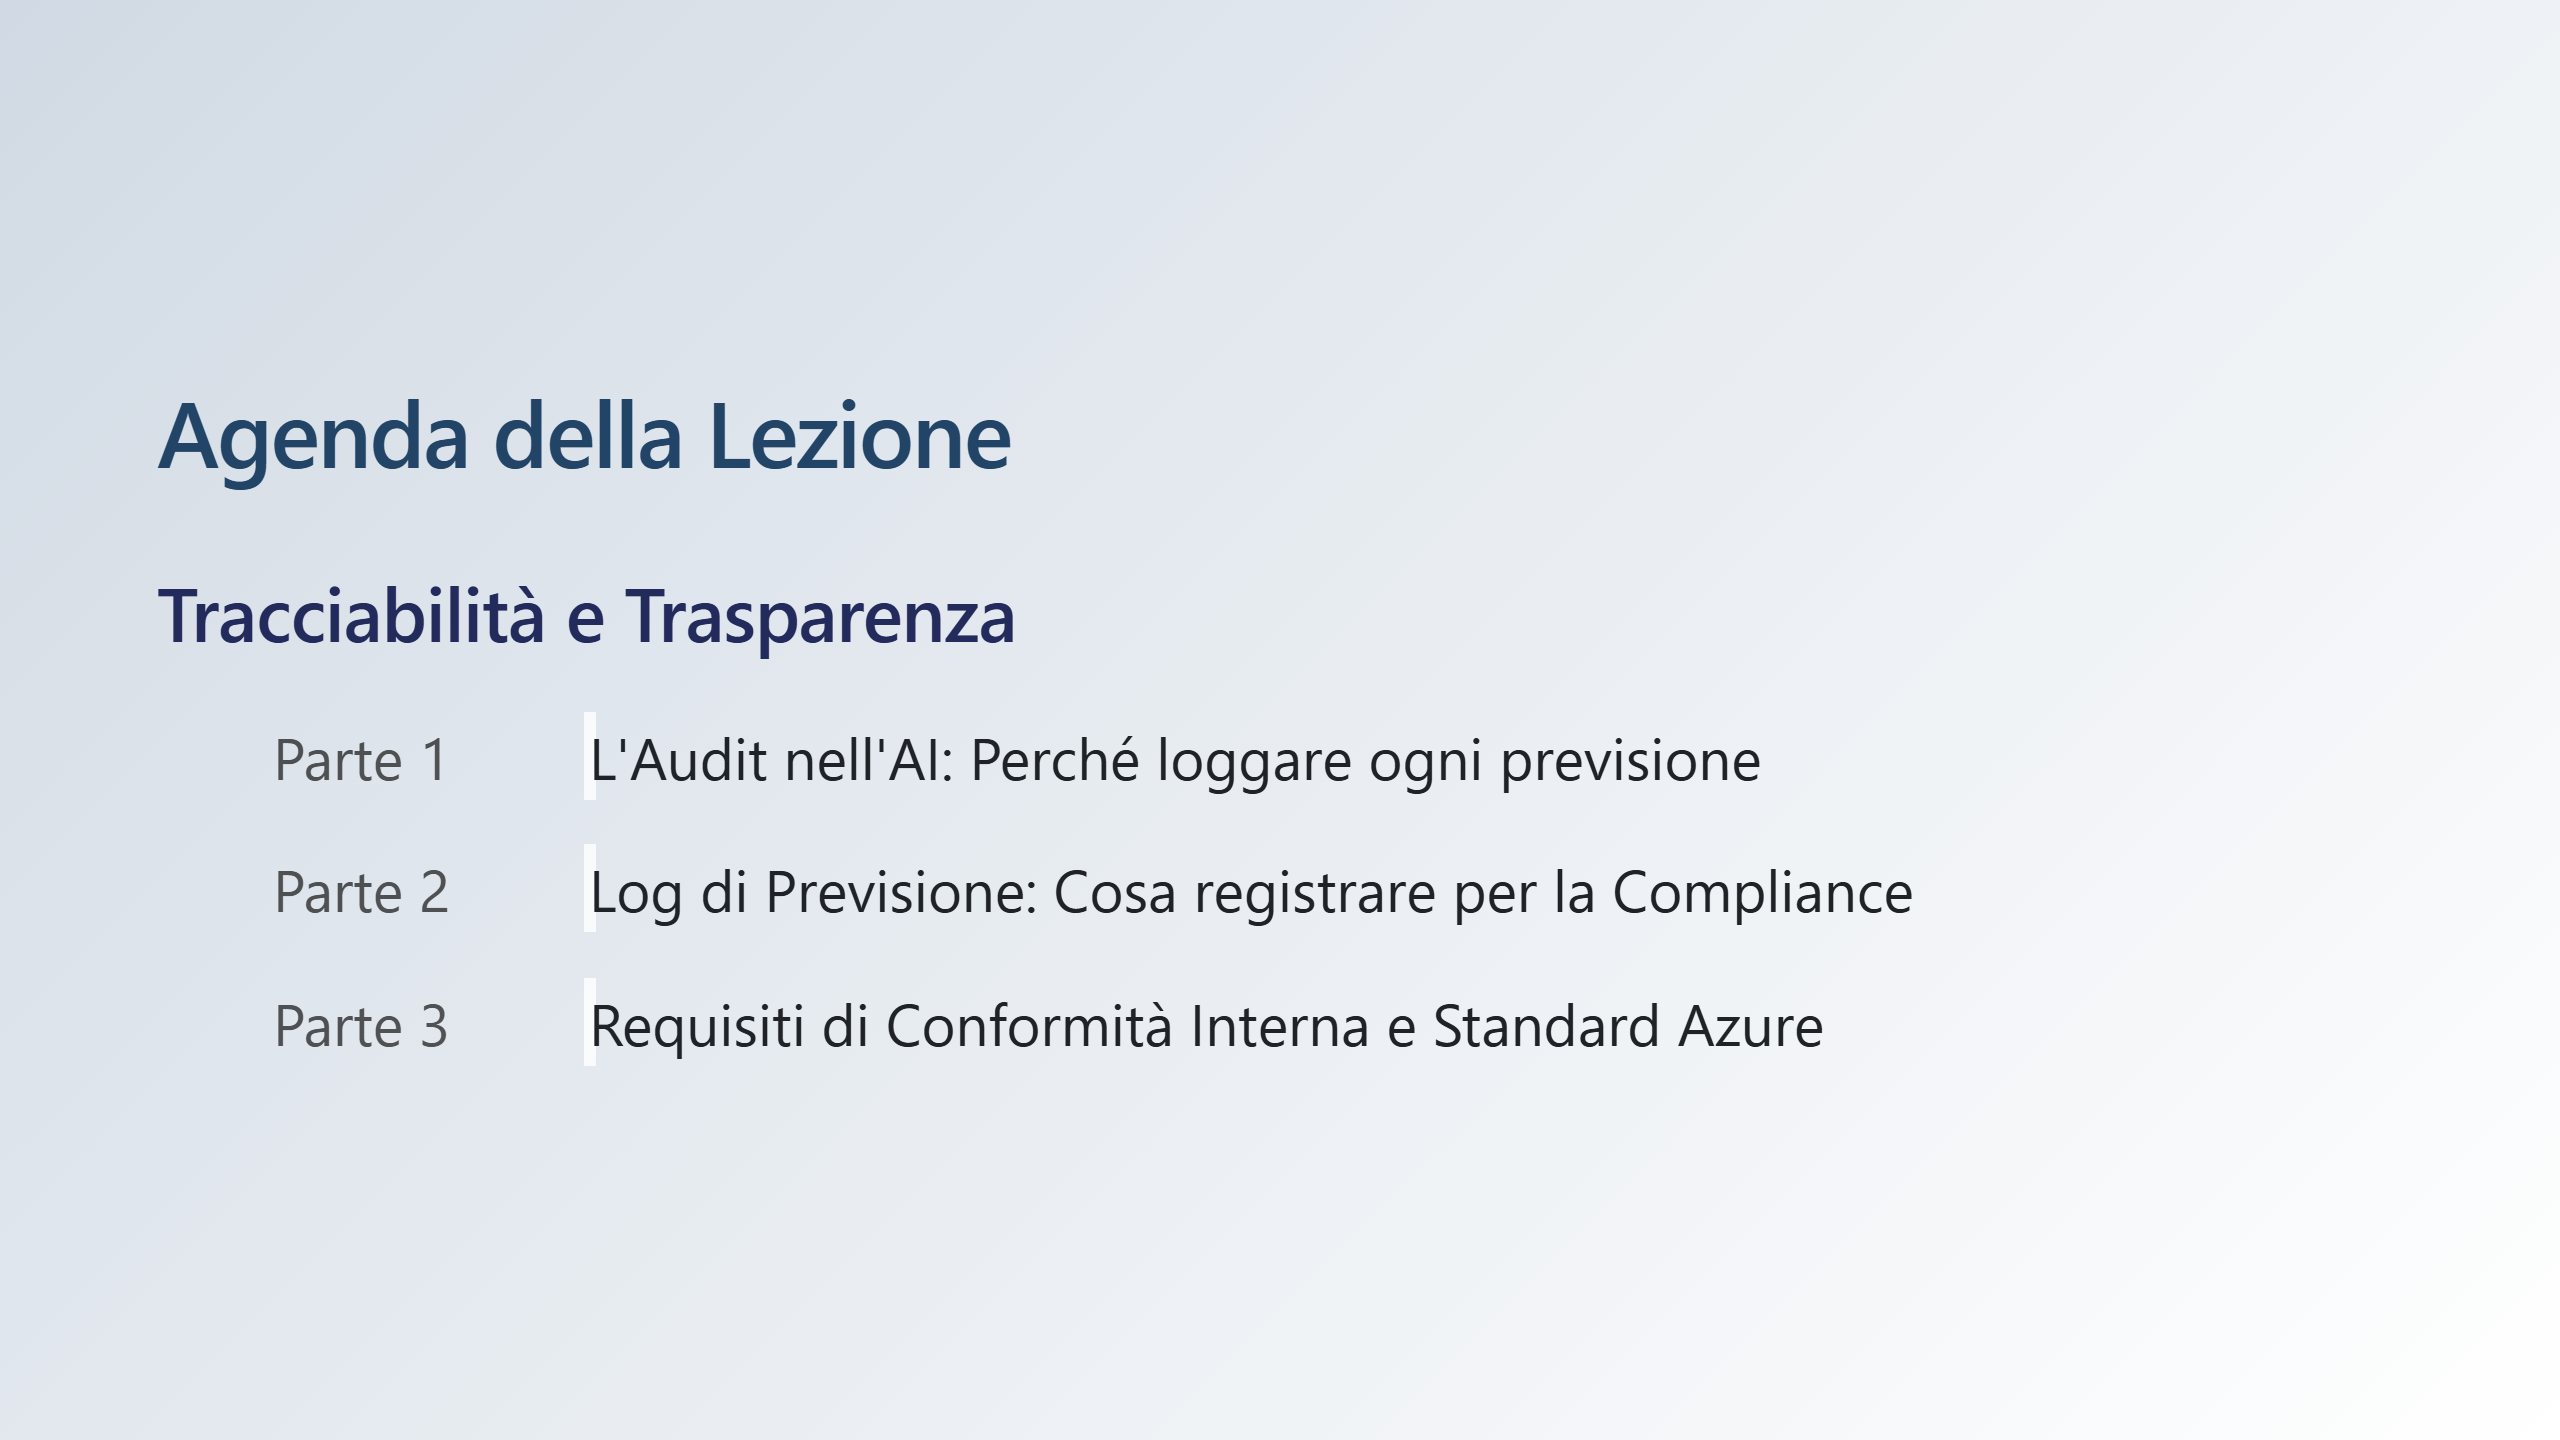 Agenda della Lezione
Tracciabilità e Trasparenza
Parte 1 L'Audit nell'AI: Perché loggare ogni previsione
Parte 2 Log di Previsione: Cosa registrare per la Compliance
Parte 3 Requisiti di Conformità Interna e Standard Azure